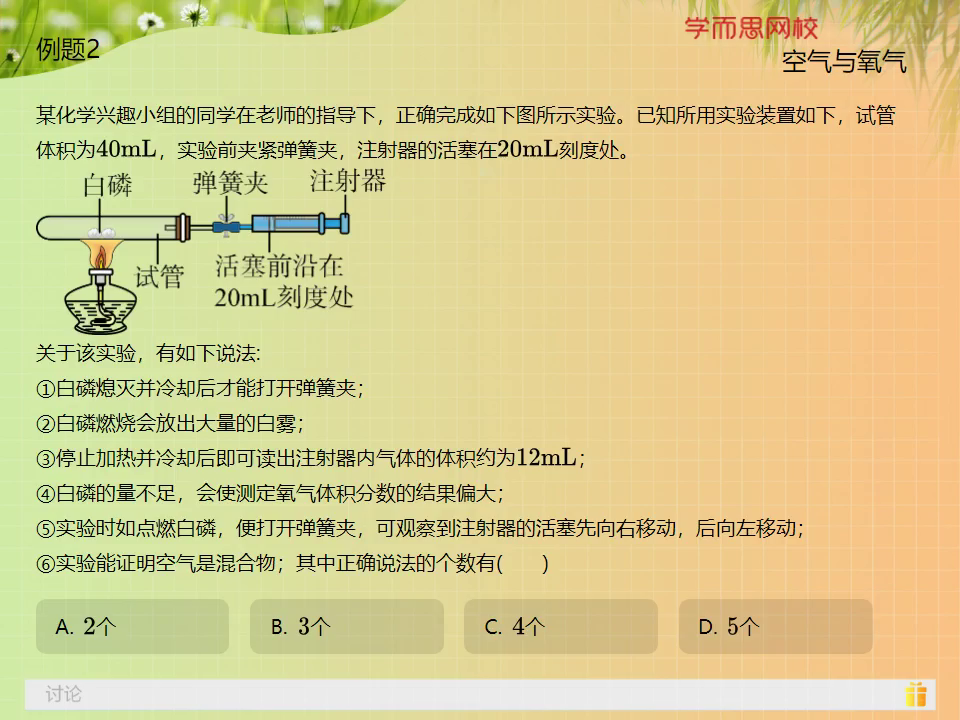 学而思网校
例题2
空气与氧气
某化学兴趣小组的同学在老师的指导下，正确完成如下图所示实验。已知所用实验装置如下，试管
体积为40mL，实验前夹紧弹簧夹，注射器的活塞在20mL刻度处。
白磷 弹簧夹 注射器
试管 活塞前沿在
20mL刻度处
关于该实验，有如下说法:
①白磷熄灭并冷却后才能打开弹簧夹；
②白磷燃烧会放出大量的白雾；
③停止加热并冷却后即可读出注射器内气体的体积约为12mL；
④白磷的量不足，会使测定氧气体积分数的结果偏大；
⑤实验时如点燃白磷，便打开弹簧夹，可观察到注射器的活塞先向右移动，后向左移动；
⑥实验能证明空气是混合物；其中正确说法的个数有(　　)
A. 2个 B. 3个 C. 4个 D. 5个
讨论